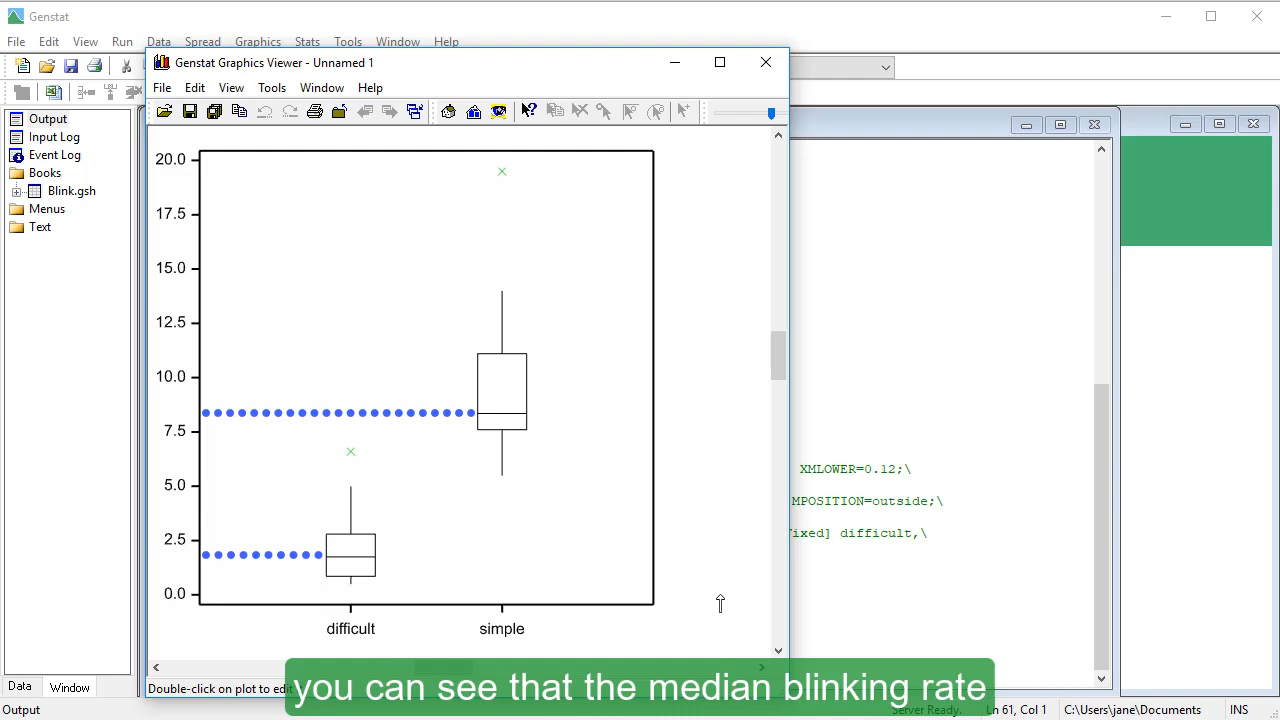 Genstat
File Edit View Run Data Spread Graphics Stats Tools Window Help
Genstat Graphics Viewer - Unnamed 1
File Edit View Tools Window Help
Output
Input Log
Event Log
Books
Blink.gsh
Menus
Text
20.0
17.5
15.0
12.5
10.0
7.5
5.0
2.5
0.0
difficult simple
XMLOWER=0.12;\
MPOSITION=outside;\
difficult,\
Data Window
Double-click on plot to edit
you can see that the median blinking rate
Output Server Ready. Ln 61, Col 1 C:\Users\jane\Documents INS